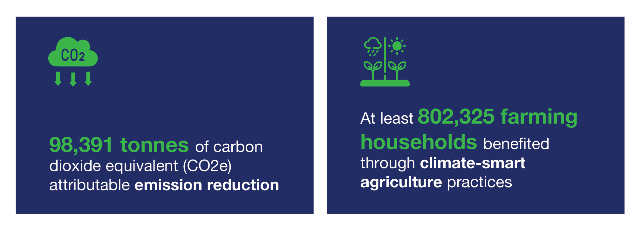 CO2
98,391 tonnes of carbon
dioxide equivalent (CO2e)
attributable emission reduction
At least 802,325 farming
households benefited
through climate-smart
agriculture practices